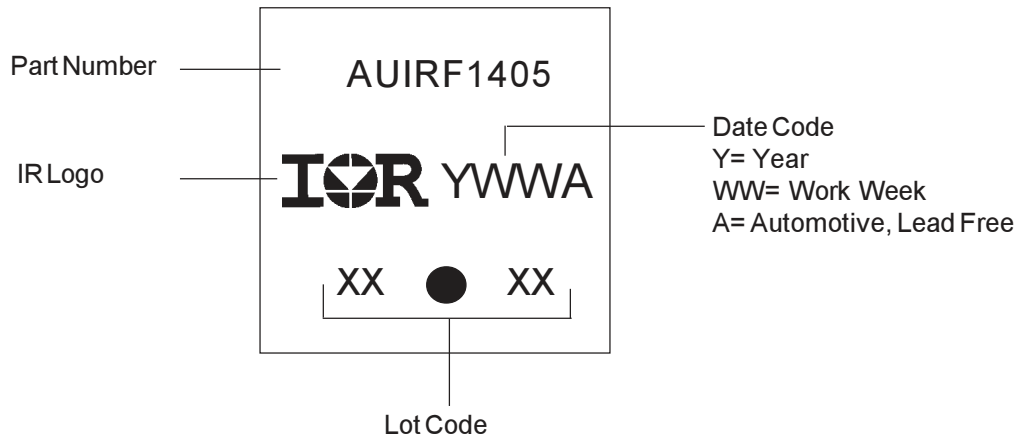 Part Number
AUIRF1405
IR Logo
IOR YWWA
Date Code
Y= Year
WW= Work Week
A= Automotive, Lead Free
XX XX
Lot Code